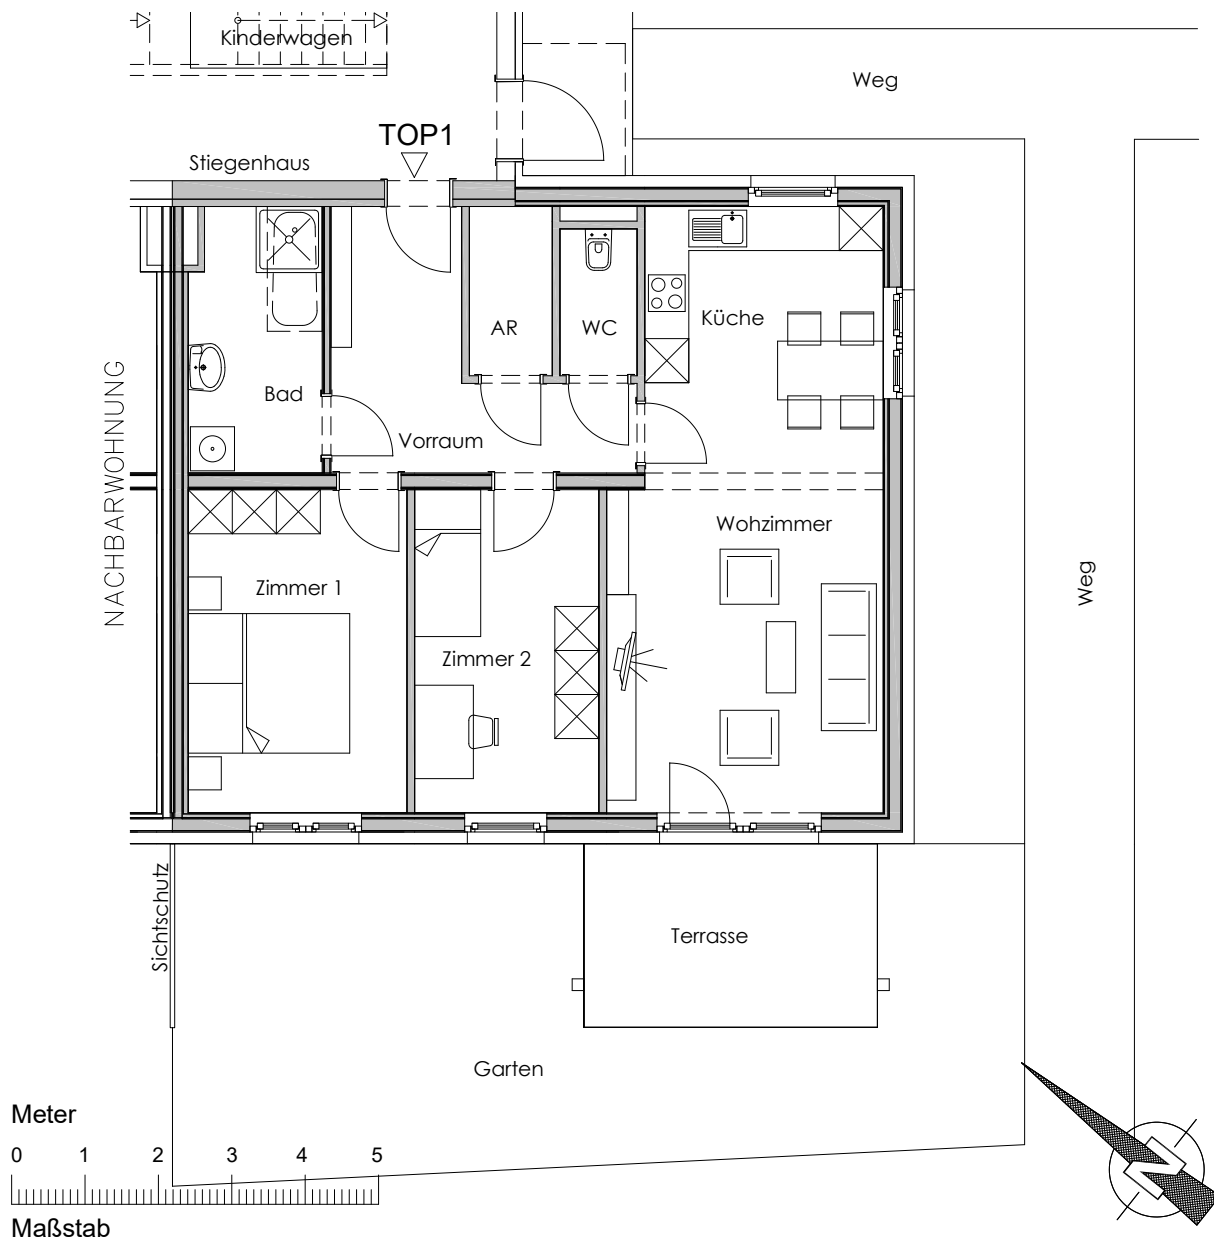 Kinderwagen
Weg
TOP1
Stiegenhaus
Küche
AR
WC
Bad
Vorraum
NACHBARWOHNUNG
Wohzimmer
Weg
Zimmer 1
Zimmer 2
Sichtschutz
Terrasse
Garten
Meter
0 1 2 3 4 5
Maßstab
N